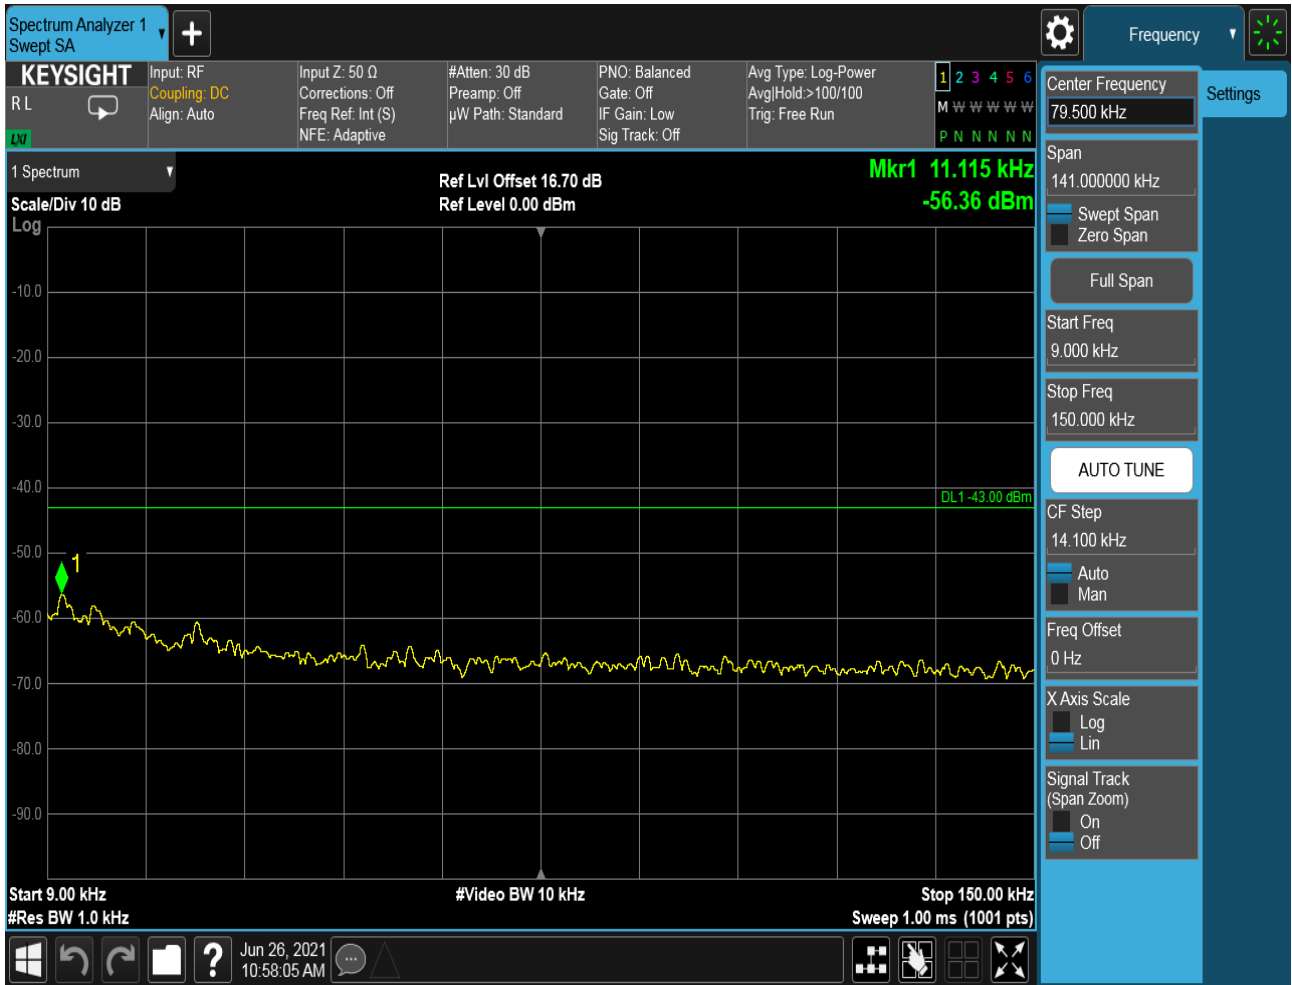 Spectrum Analyzer 1
Swept SA
Frequency
KEYSIGHT
R L
LXI
Input: RF
Coupling: DC
Align: Auto
Input Z: 50 Ω
Corrections: Off
Freq Ref: Int (S)
NFE: Adaptive
#Atten: 30 dB
Preamp: Off
µW Path: Standard
PNO: Balanced
Gate: Off
IF Gain: Low
Sig Track: Off
Avg Type: Log-Power
Avg|Hold:>100/100
Trig: Free Run
1 2 3 4 5 6
M W W W W W
P N N N N N
1 Spectrum
Scale/Div 10 dB
Log
Ref Lvl Offset 16.70 dB
Ref Level 0.00 dBm
Mkr1 11.115 kHz
-56.36 dBm
-10.0
-20.0
-30.0
-40.0
DL1 -43.00 dBm
-50.0
1
-60.0
-70.0
-80.0
-90.0
Start 9.00 kHz
#Video BW 10 kHz
Stop 150.00 kHz
#Res BW 1.0 kHz
Sweep 1.00 ms (1001 pts)
Jun 26, 2021
10:58:05 AM
?
Center Frequency
79.500 kHz
Settings
Span
141.000000 kHz
Swept Span
Zero Span
Full Span
Start Freq
9.000 kHz
Stop Freq
150.000 kHz
AUTO TUNE
CF Step
14.100 kHz
Auto
Man
Freq Offset
0 Hz
X Axis Scale
Log
Lin
Signal Track
(Span Zoom)
On
Off